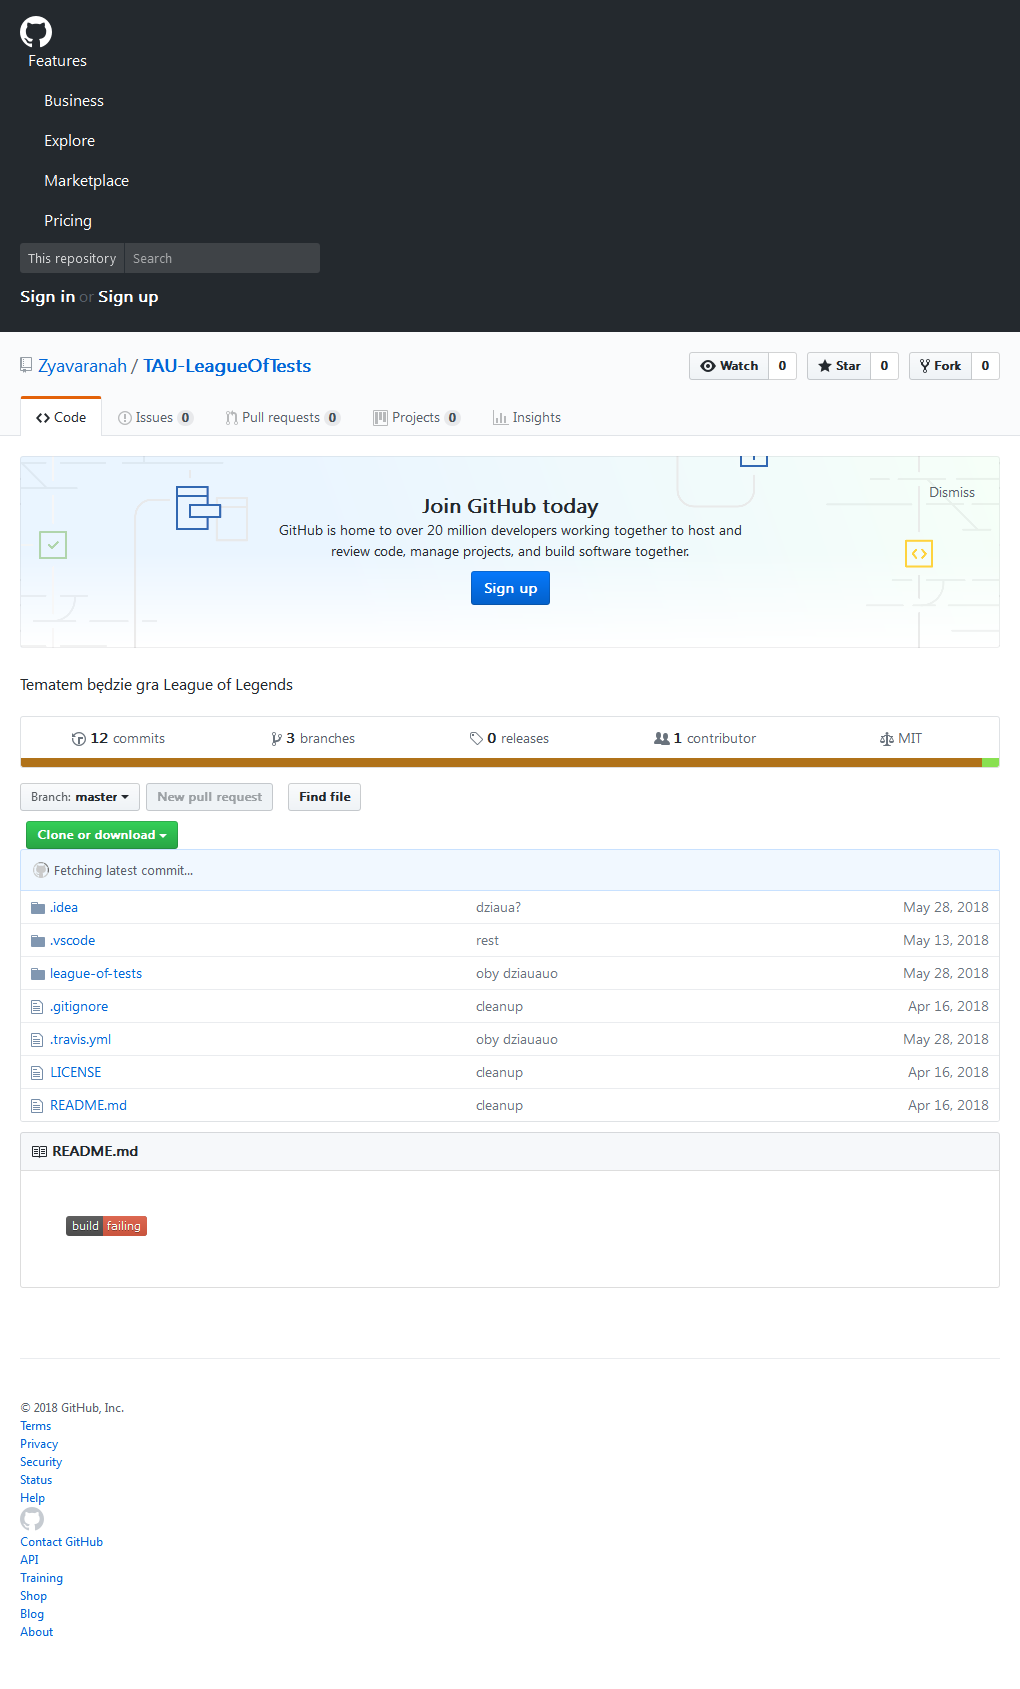 Features
Business
Explore
Marketplace
Pricing
This repository Search
Sign in or Sign up
Zyavaranah / TAU-LeagueOfTests
Watch 0 Star 0 Fork 0
Code Issues 0 Pull requests 0 Projects 0 Insights
Dismiss
Join GitHub today
GitHub is home to over 20 million developers working together to host and
review code, manage projects, and build software together.
Sign up
Tematem będzie gra League of Legends
12 commits 3 branches 0 releases 1 contributor MIT
Branch: master New pull request Find file
Clone or download
Fetching latest commit...
.idea dziaua? May 28, 2018
.vscode rest May 13, 2018
league-of-tests oby dziauauo May 28, 2018
.gitignore cleanup Apr 16, 2018
.travis.yml oby dziauauo May 28, 2018
LICENSE cleanup Apr 16, 2018
README.md cleanup Apr 16, 2018
README.md
build failing
© 2018 GitHub, Inc.
Terms
Privacy
Security
Status
Help
Contact GitHub
API
Training
Shop
Blog
About